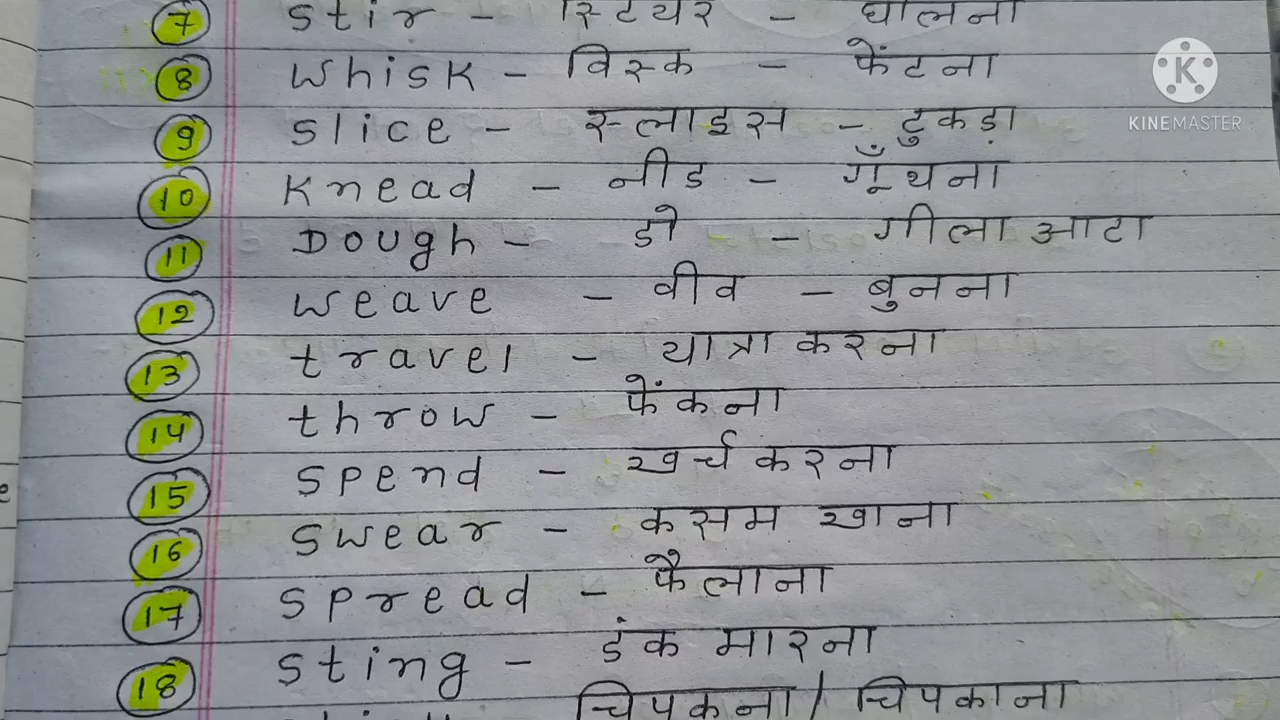 7 stir - स्टियर - घोलना
8 whisk - विस्क - फेंटना
9 slice - स्लाइस - टुकड़ा
10 Knead - नीड - गूँथना
11 Dough - डो - गीला आटा
12 weave - वीव - बुनना
13 travel - यात्रा करना
14 throw - फेंकना
15 spend - खर्च करना
16 swear - कसम खाना
17 spread - फैलाना
18 sting - डंक मारना
चिपकना / चिपकाना
KINEMASTER